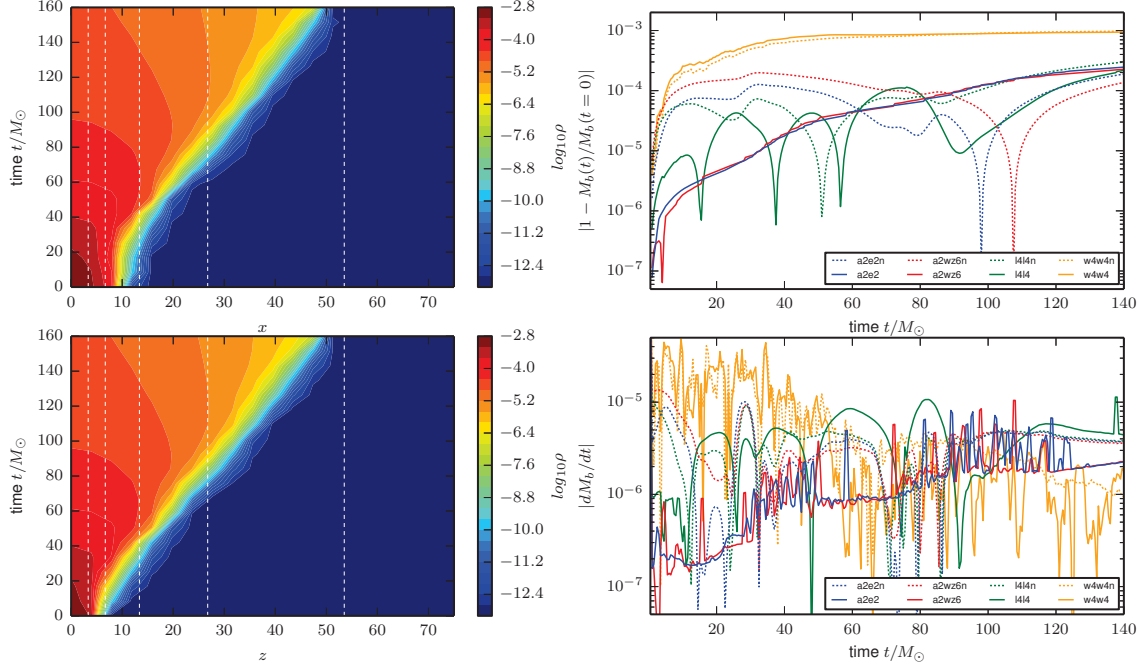 160
140
120
100
80
60
40
20
0
time t/M⊙
0 10 20 30 40 50 60 70
x
−2.8
−4.0
−5.2
−6.4
−7.6
−8.8
−10.0
−11.2
−12.4
log10ρ
160
140
120
100
80
60
40
20
0
time t/M⊙
0 10 20 30 40 50 60 70
z
−2.8
−4.0
−5.2
−6.4
−7.6
−8.8
−10.0
−11.2
−12.4
log10ρ
10−3
10−4
10−5
10−6
10−7
|1 − Mb(t)/Mb(t = 0)|
a2e2n a2wz6n l4l4n w4w4n
a2e2 a2wz6 l4l4 w4w4
20 40 60 80 100 120 140
time t/M⊙
10−5
10−6
10−7
|dMb/dt|
a2e2n a2wz6n l4l4n w4w4n
a2e2 a2wz6 l4l4 w4w4
20 40 60 80 100 120 140
time t/M⊙